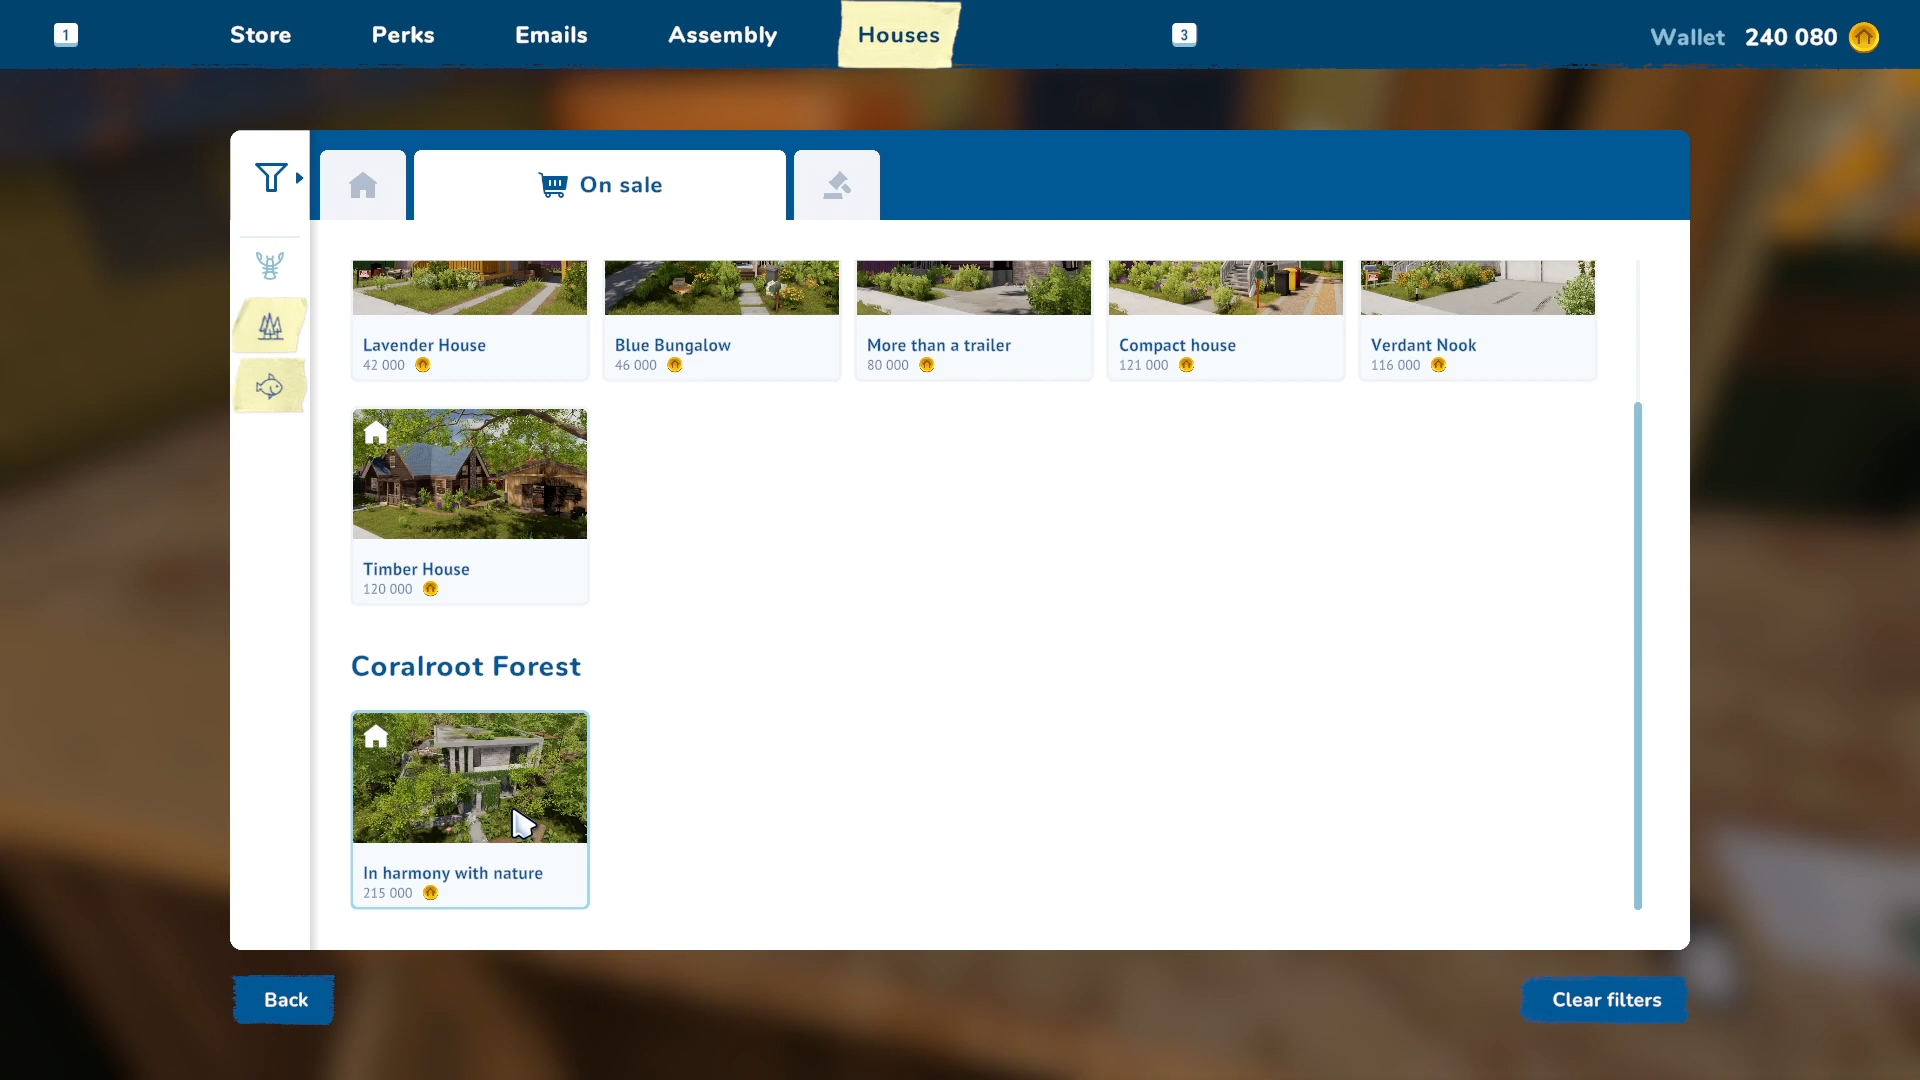 1
Store
Perks
Emails
Assembly
Houses
3
Wallet 240 080
On sale
Lavender House
42 000
Blue Bungalow
46 000
More than a trailer
80 000
Compact house
121 000
Verdant Nook
116 000
Timber House
120 000
Coralroot Forest
In harmony with nature
215 000
Back
Clear filters